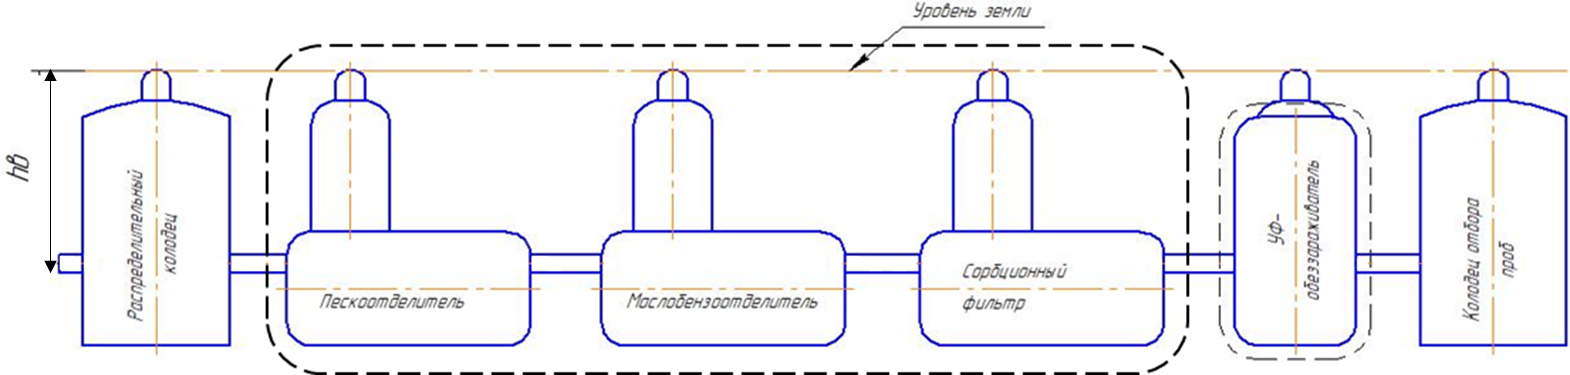 Уровень земли
hв
Распределительный
колодец
Пескоотделитель
Маслобензоотделитель
Сорбционный
фильтр
УФ-
обеззараживатель
Колодец отбора
проб